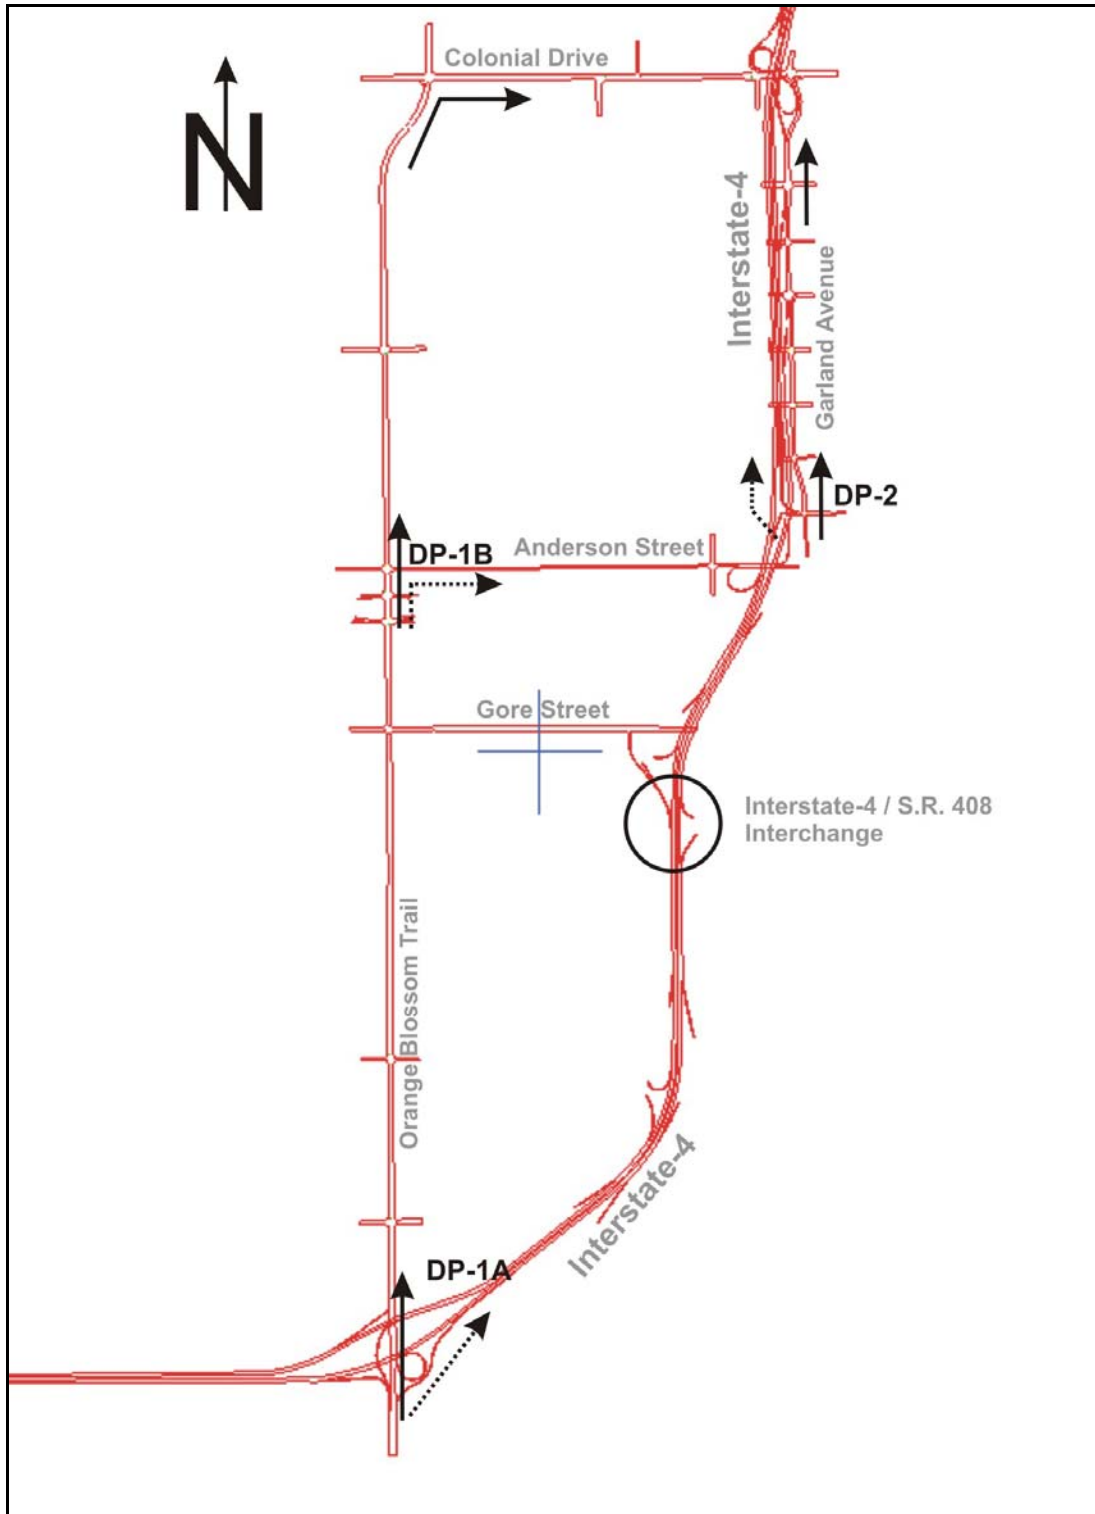 Colonial Drive
N
Interstate-4
Garland Avenue
DP-2
DP-1B
Anderson Street
Gore Street
Interstate-4 / S.R. 408
Interchange
Orange Blossom Trail
Interstate-4
DP-1A